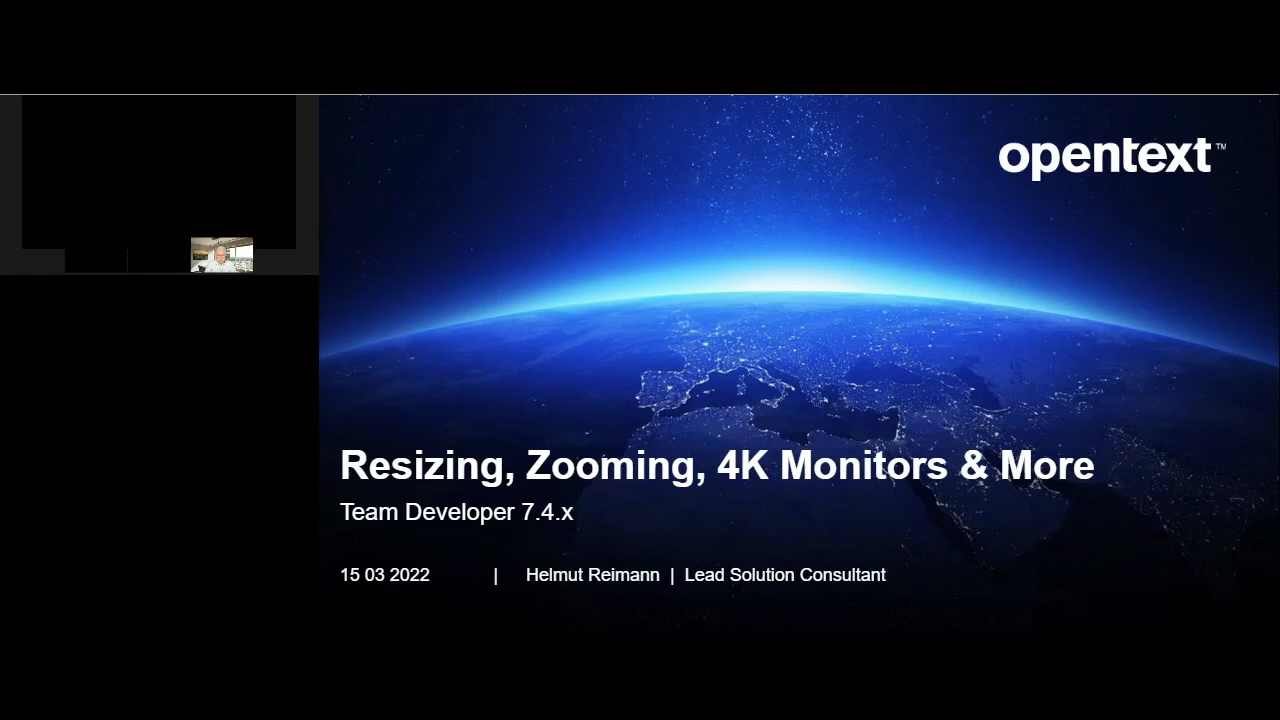 opentext™
Resizing, Zooming, 4K Monitors & More
Team Developer 7.4.x
15 03 2022 | Helmut Reimann | Lead Solution Consultant